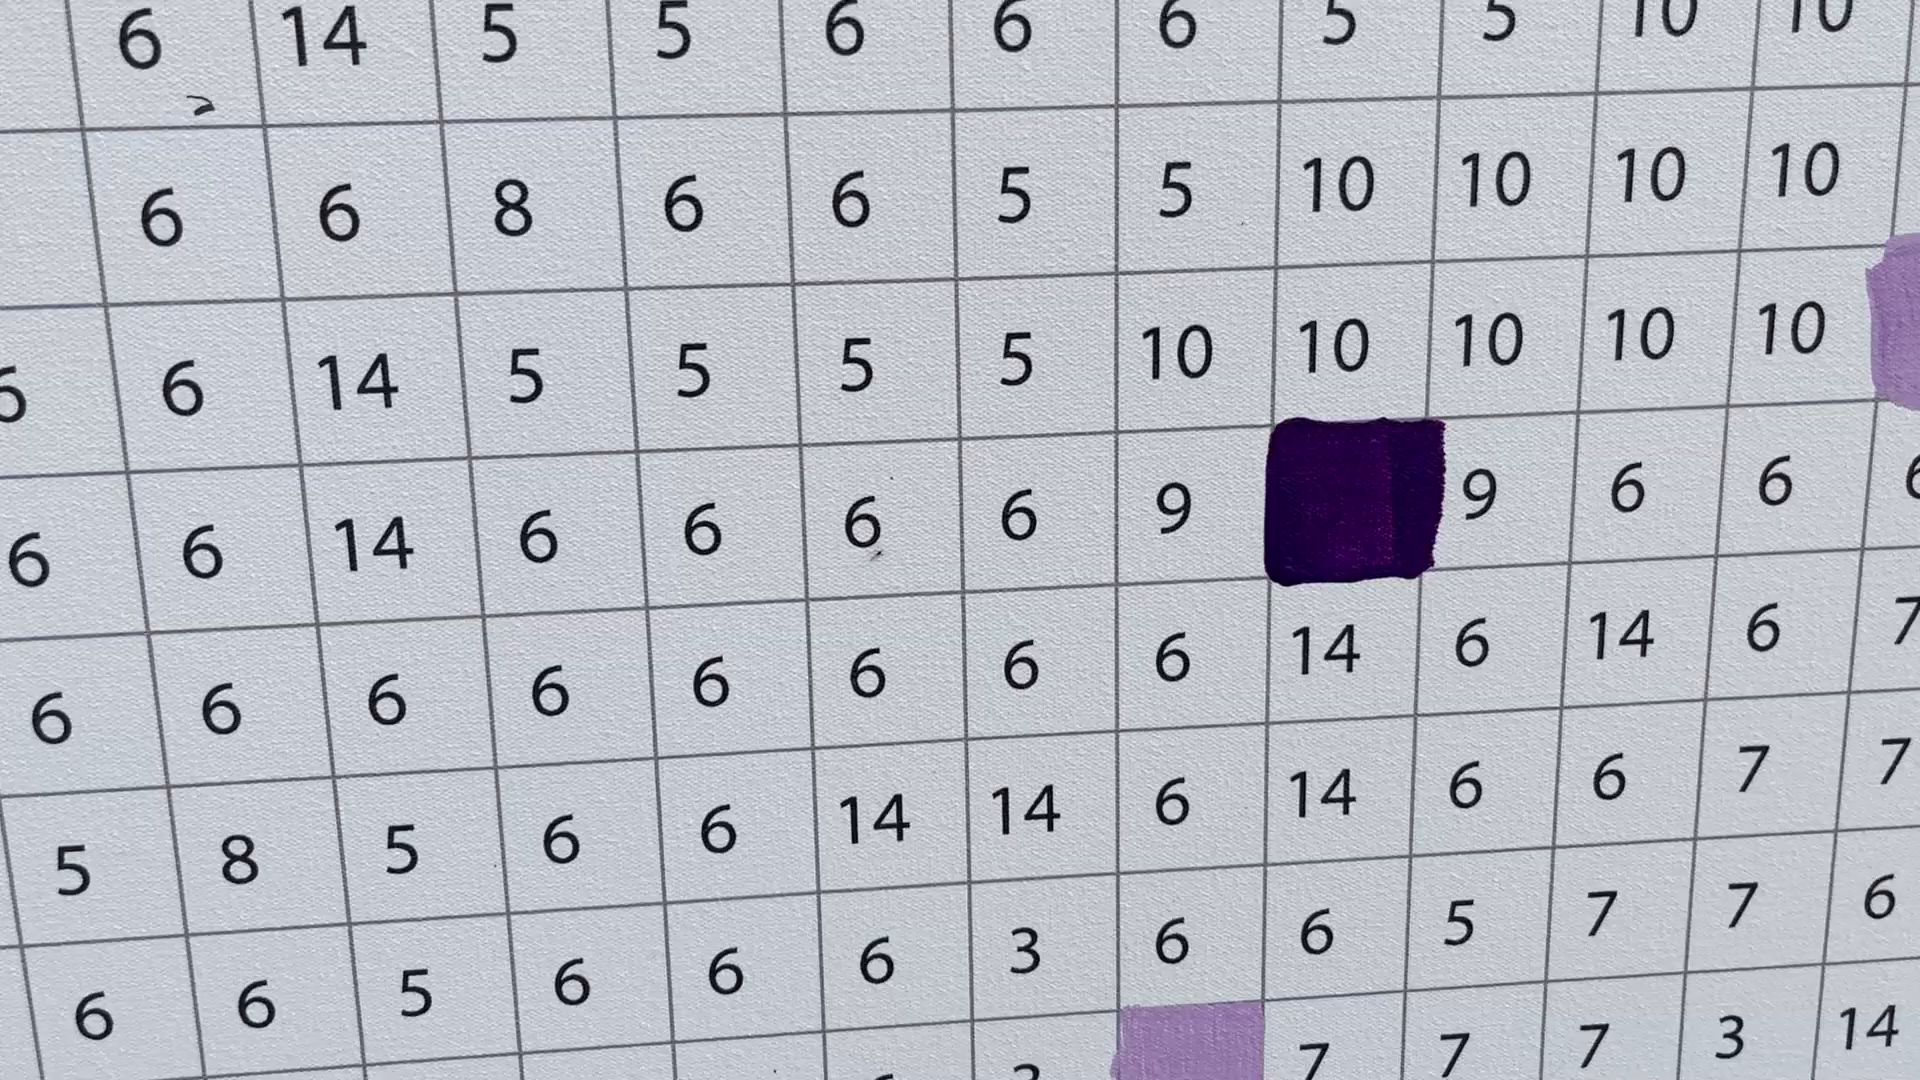 6 14 5 5 6 6 6 5 5 10 10
6 6 8 6 6 5 5 10 10 10 10
6 6 14 5 5 5 5 10 10 10 10 10
6 6 14 6 6 6 6 9 9 6 6 6
6 6 6 6 6 6 6 6 14 6 14 6 7
5 8 5 6 6 14 14 6 14 6 6 7 7
6 6 5 6 6 6 3 6 6 5 7 7 6
7 7 7 3 14